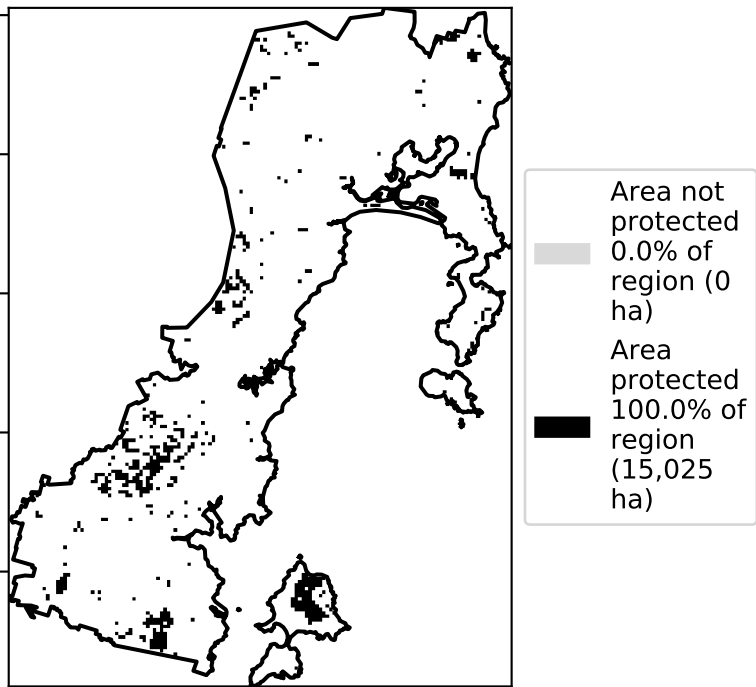 Area not
protected
0.0% of
region (0
ha)
Area
protected
100.0% of
region
(15,025
ha)